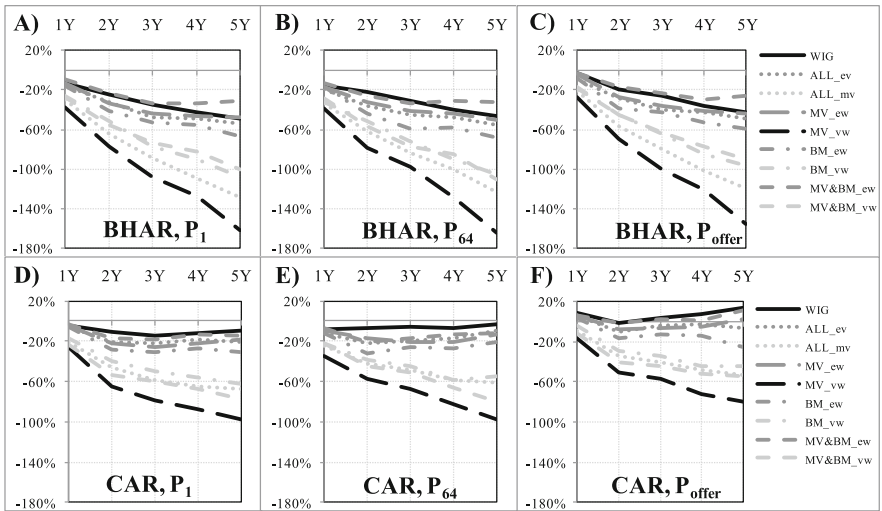 A) 1Y 2Y 3Y 4Y 5Y
20%
-20%
-60%
-100%
-140%
-180%
BHAR, P1
B) 1Y 2Y 3Y 4Y 5Y
20%
-20%
-60%
-100%
-140%
-180%
BHAR, P64
C) 1Y 2Y 3Y 4Y 5Y
20%
-20%
-60%
-100%
-140%
-180%
BHAR, Poffer
WIG
ALL_ev
ALL_mv
MV_ew
MV_vw
BM_ew
BM_vw
MV&BM_ew
MV&BM_vw
D) 1Y 2Y 3Y 4Y 5Y
20%
-20%
-60%
-100%
-140%
-180%
CAR, P1
E) 1Y 2Y 3Y 4Y 5Y
20%
-20%
-60%
-100%
-140%
-180%
CAR, P64
F) 1Y 2Y 3Y 4Y 5Y
20%
-20%
-60%
-100%
-140%
-180%
CAR, Poffer
WIG
ALL_ev
ALL_mv
MV_ew
MV_vw
BM_ew
BM_vw
MV&BM_ew
MV&BM_vw